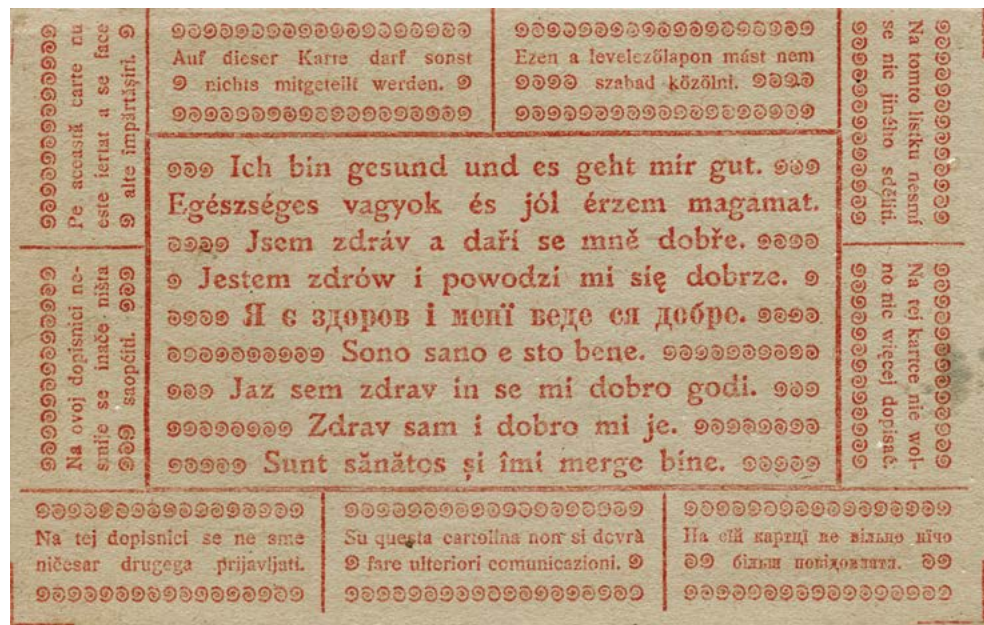 Auf dieser Karte darf sonst
nichts mitgeteilt werden.
Ezen a levelezőlapon mást nem
szabad közölni.
Pe această carte nu
este iertat a se face
alte împărtăşiri.
Na tomto lístku nesmí
se nic jiného sděliti.
Ich bin gesund und es geht mir gut.
Egészséges vagyok és jól érzem magamat.
Jsem zdráv a daří se mně dobře.
Jestem zdrów i powodzi mi się dobrze.
Я є здоров і менї веде ся добре.
Sono sano e sto bene.
Jaz sem zdrav in se mi dobro godi.
Zdrav sam i dobro mi je.
Sunt sănătos și îmi merge bine.
Na ovoj dopisnici ne-
smije se inače ništa
saopćiti.
Na tej kartce nie wol-
no nic więcej dopisać.
Na tej dopisnici se ne sme
ničesar drugega prijavljati.
Su questa cartolina non si dovrà
fare ulteriori comunicazioni.
На сїй картцї не вільно нїчо
більш повідомляти.